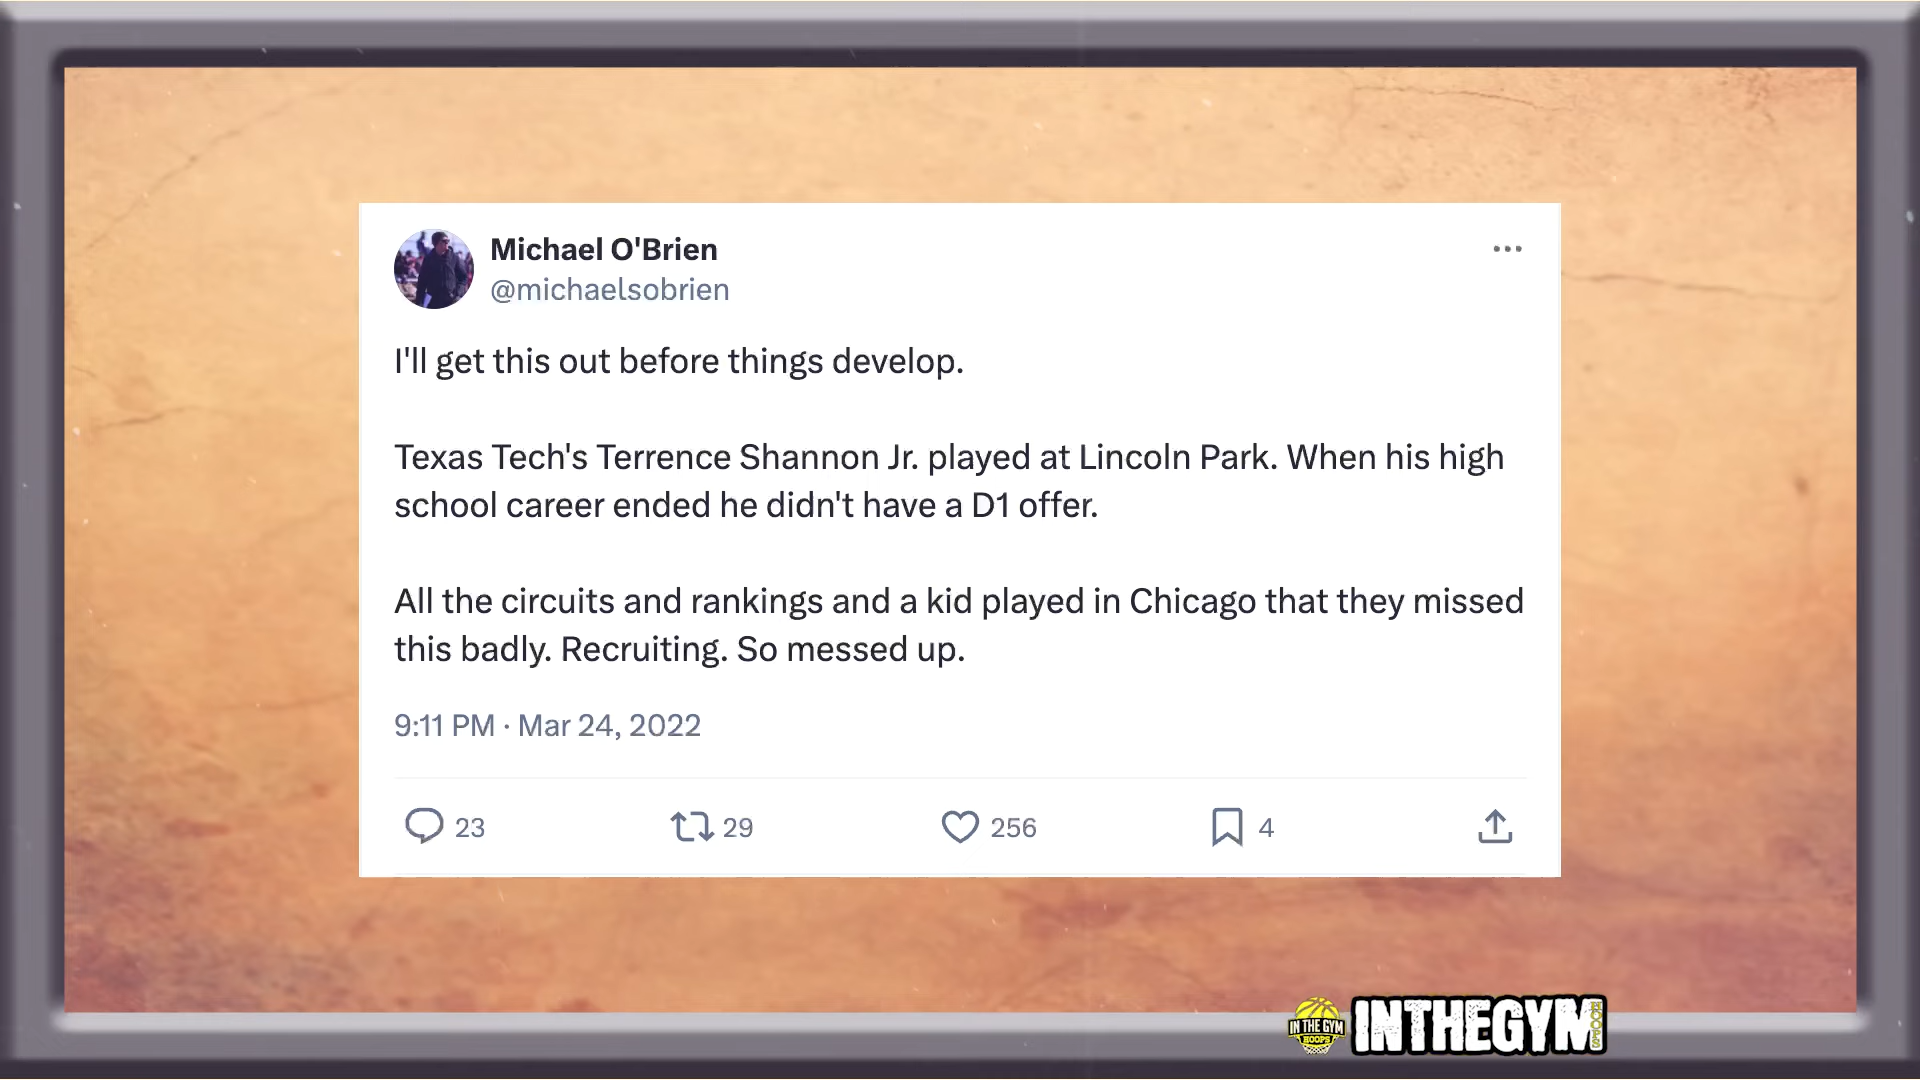 Michael O'Brien
@michaelsobrien
I'll get this out before things develop.
Texas Tech's Terrence Shannon Jr. played at Lincoln Park. When his high
school career ended he didn't have a D1 offer.
All the circuits and rankings and a kid played in Chicago that they missed
this badly. Recruiting. So messed up.
9:11 PM · Mar 24, 2022
23 29 256 4
IN THE GYM
HOOPS
INTHEGYM
HOOPS